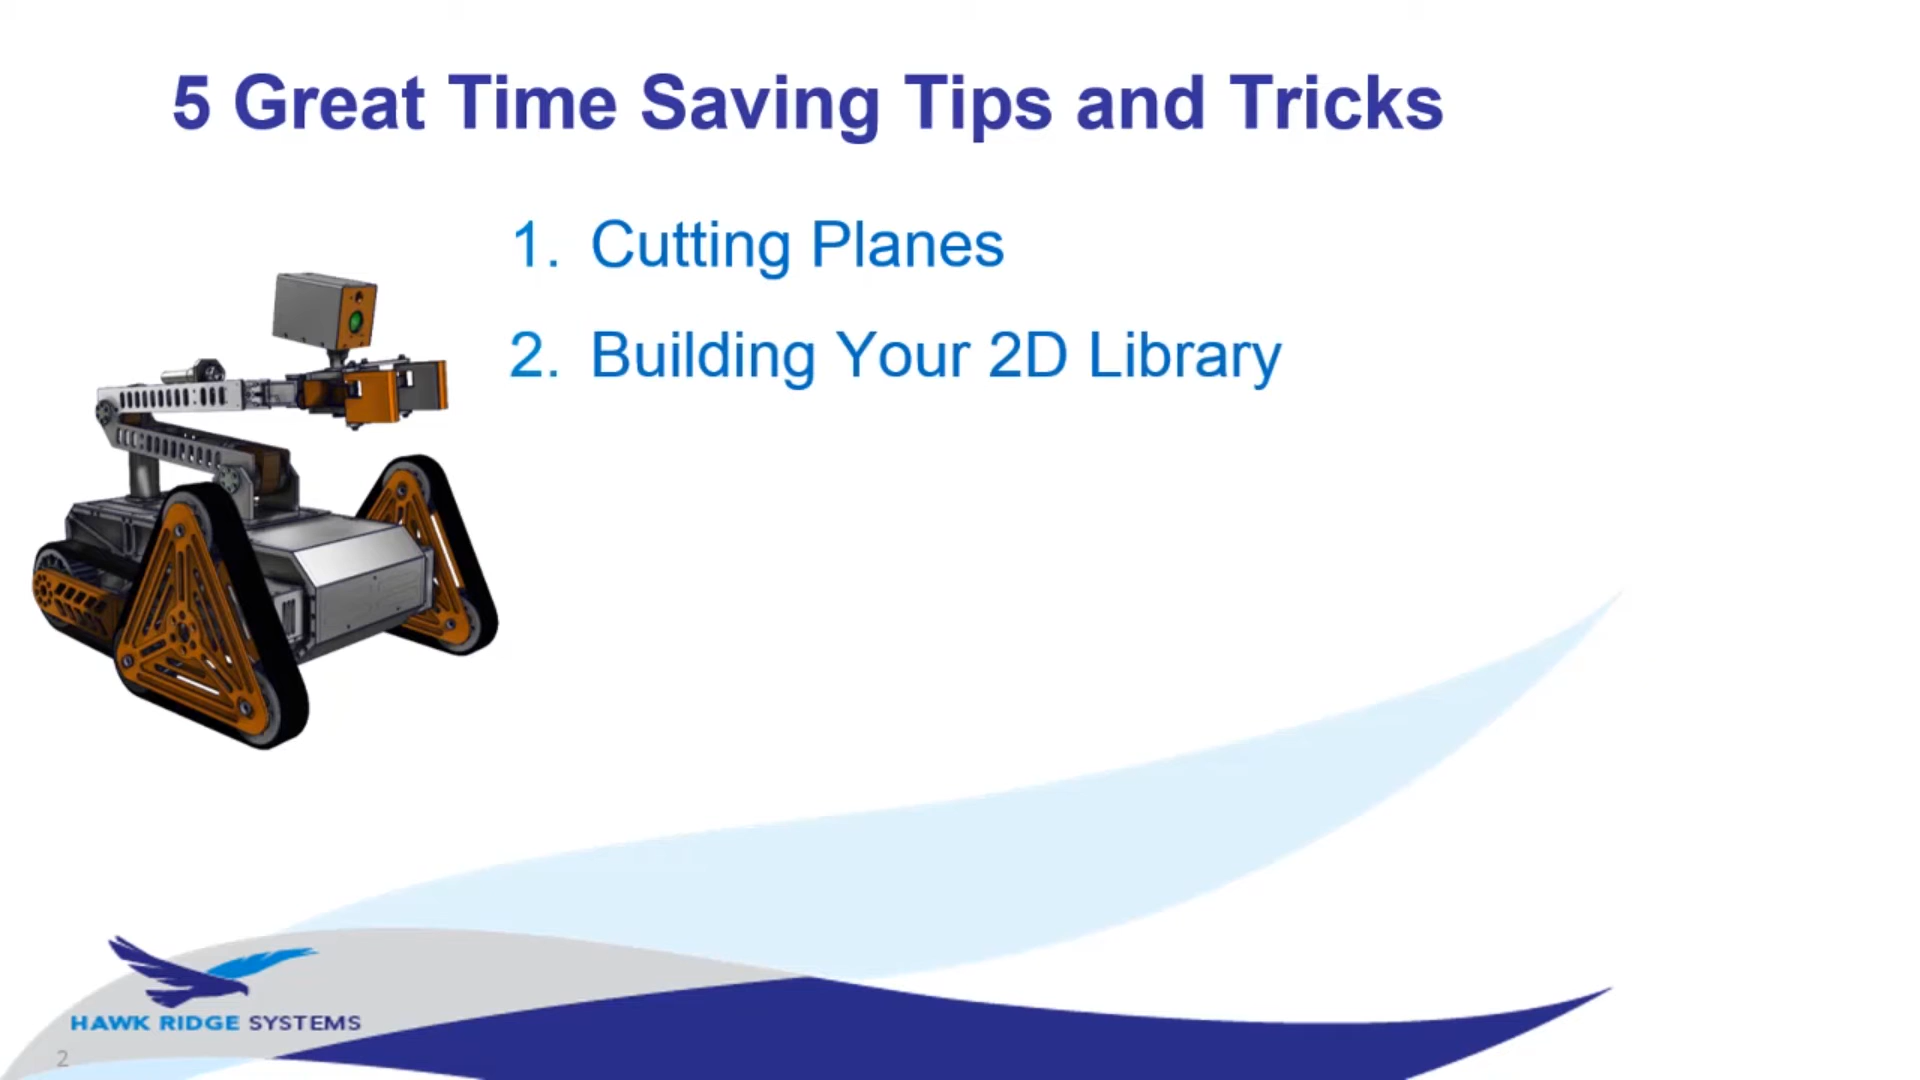 5 Great Time Saving Tips and Tricks
1. Cutting Planes
2. Building Your 2D Library
HAWK RIDGE SYSTEMS
2